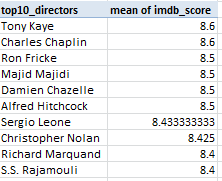 top10_directors mean of imdb_score
Tony Kaye 8.6
Charles Chaplin 8.6
Ron Fricke 8.5
Majid Majidi 8.5
Damien Chazelle 8.5
Alfred Hitchcock 8.5
Sergio Leone 8.433333333
Christopher Nolan 8.425
Richard Marquand 8.4
S.S. Rajamouli 8.4